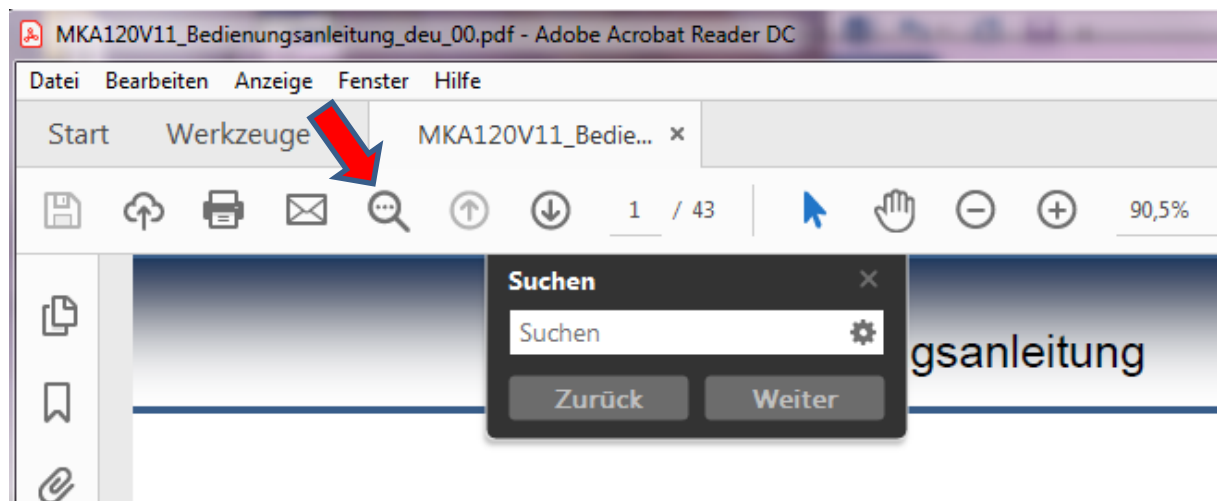 MKA120V11_Bedienungsanleitung_deu_00.pdf - Adobe Acrobat Reader DC
Datei Bearbeiten Anzeige Fenster Hilfe
Start Werkzeuge MKA120V11_Bedie... ×
1 / 43 90,5%
Suchen ×
Suchen
gsanleitung
Zurück Weiter